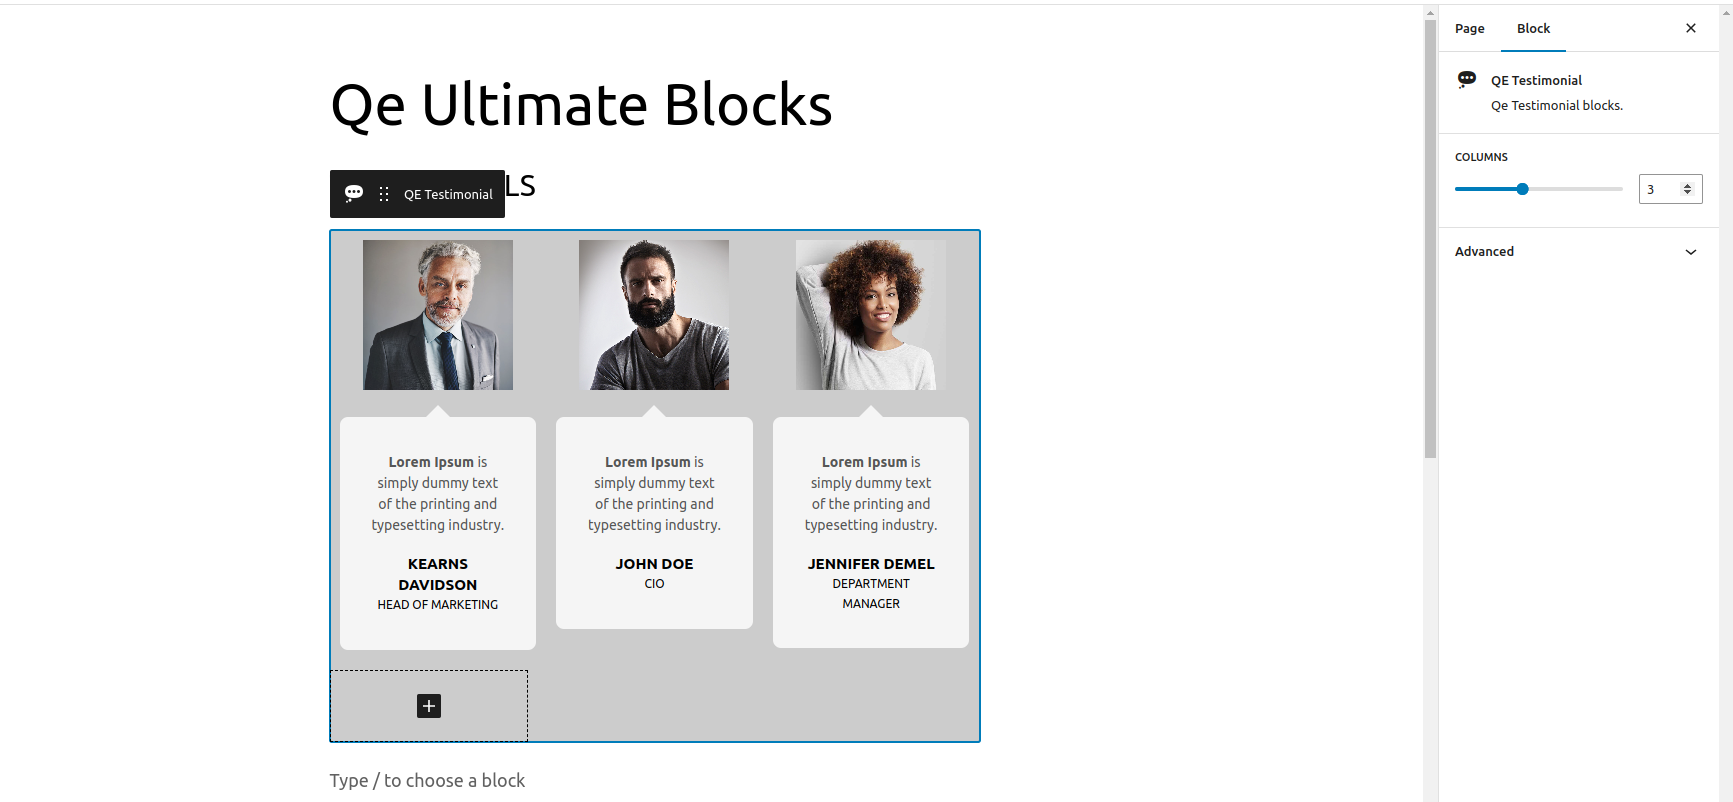 Qe Ultimate Blocks
QE Testimonial
LS
Lorem Ipsum is
simply dummy text
of the printing and
typesetting industry.
KEARNS
DAVIDSON
HEAD OF MARKETING
Lorem Ipsum is
simply dummy text
of the printing and
typesetting industry.
JOHN DOE
CIO
Lorem Ipsum is
simply dummy text
of the printing and
typesetting industry.
JENNIFER DEMEL
DEPARTMENT
MANAGER
Type / to choose a block
Page Block
QE Testimonial
Qe Testimonial blocks.
COLUMNS
3
Advanced